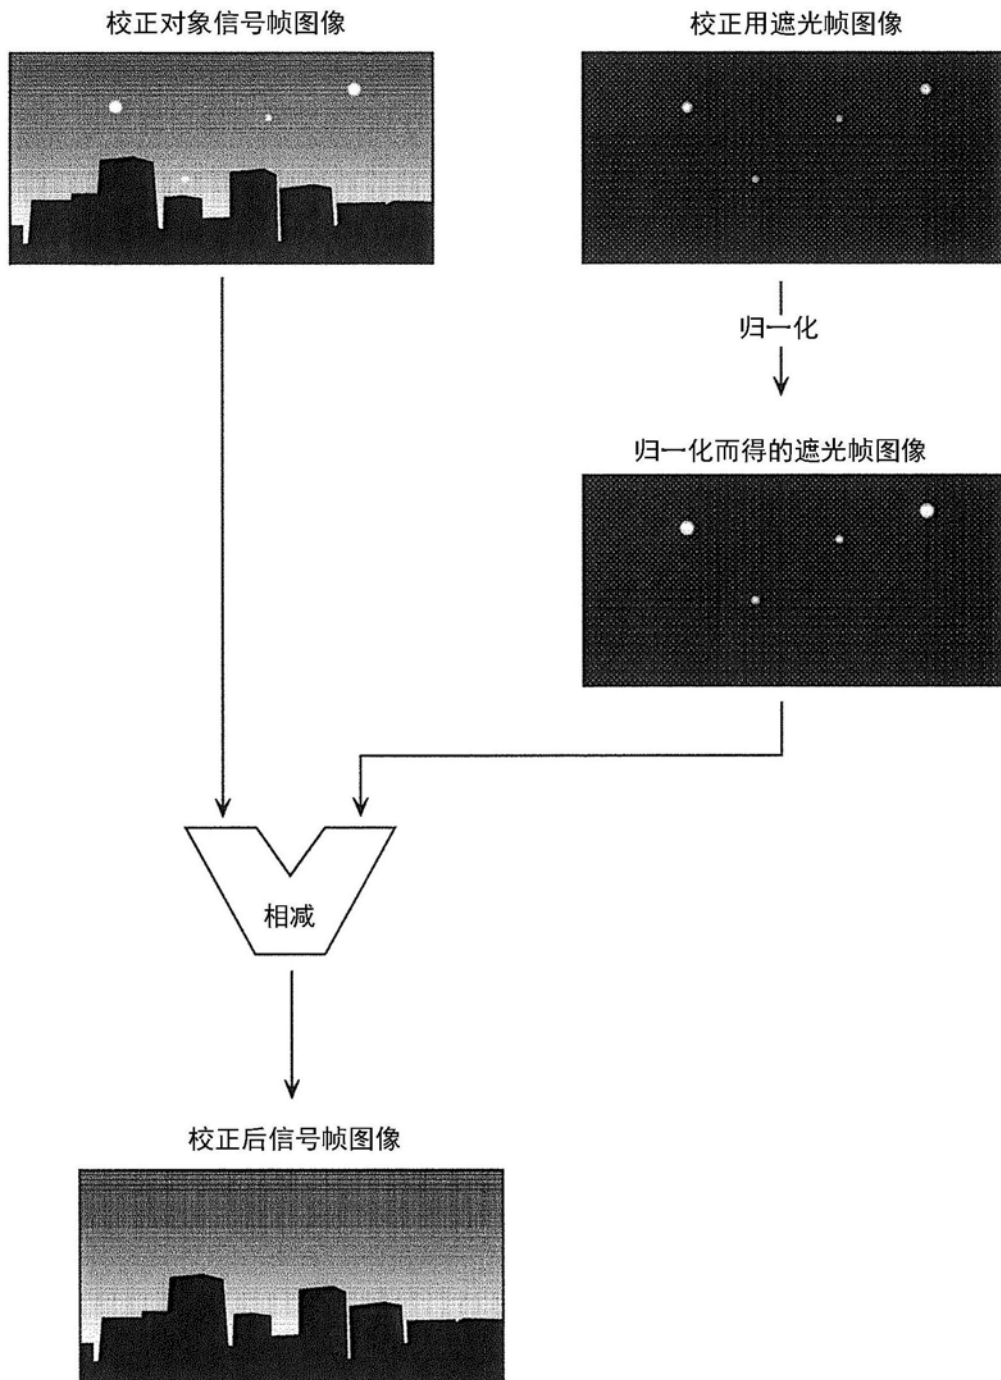 校正对象信号帧图像
校正用遮光帧图像
归一化
归一化而得的遮光帧图像
相减
校正后信号帧图像